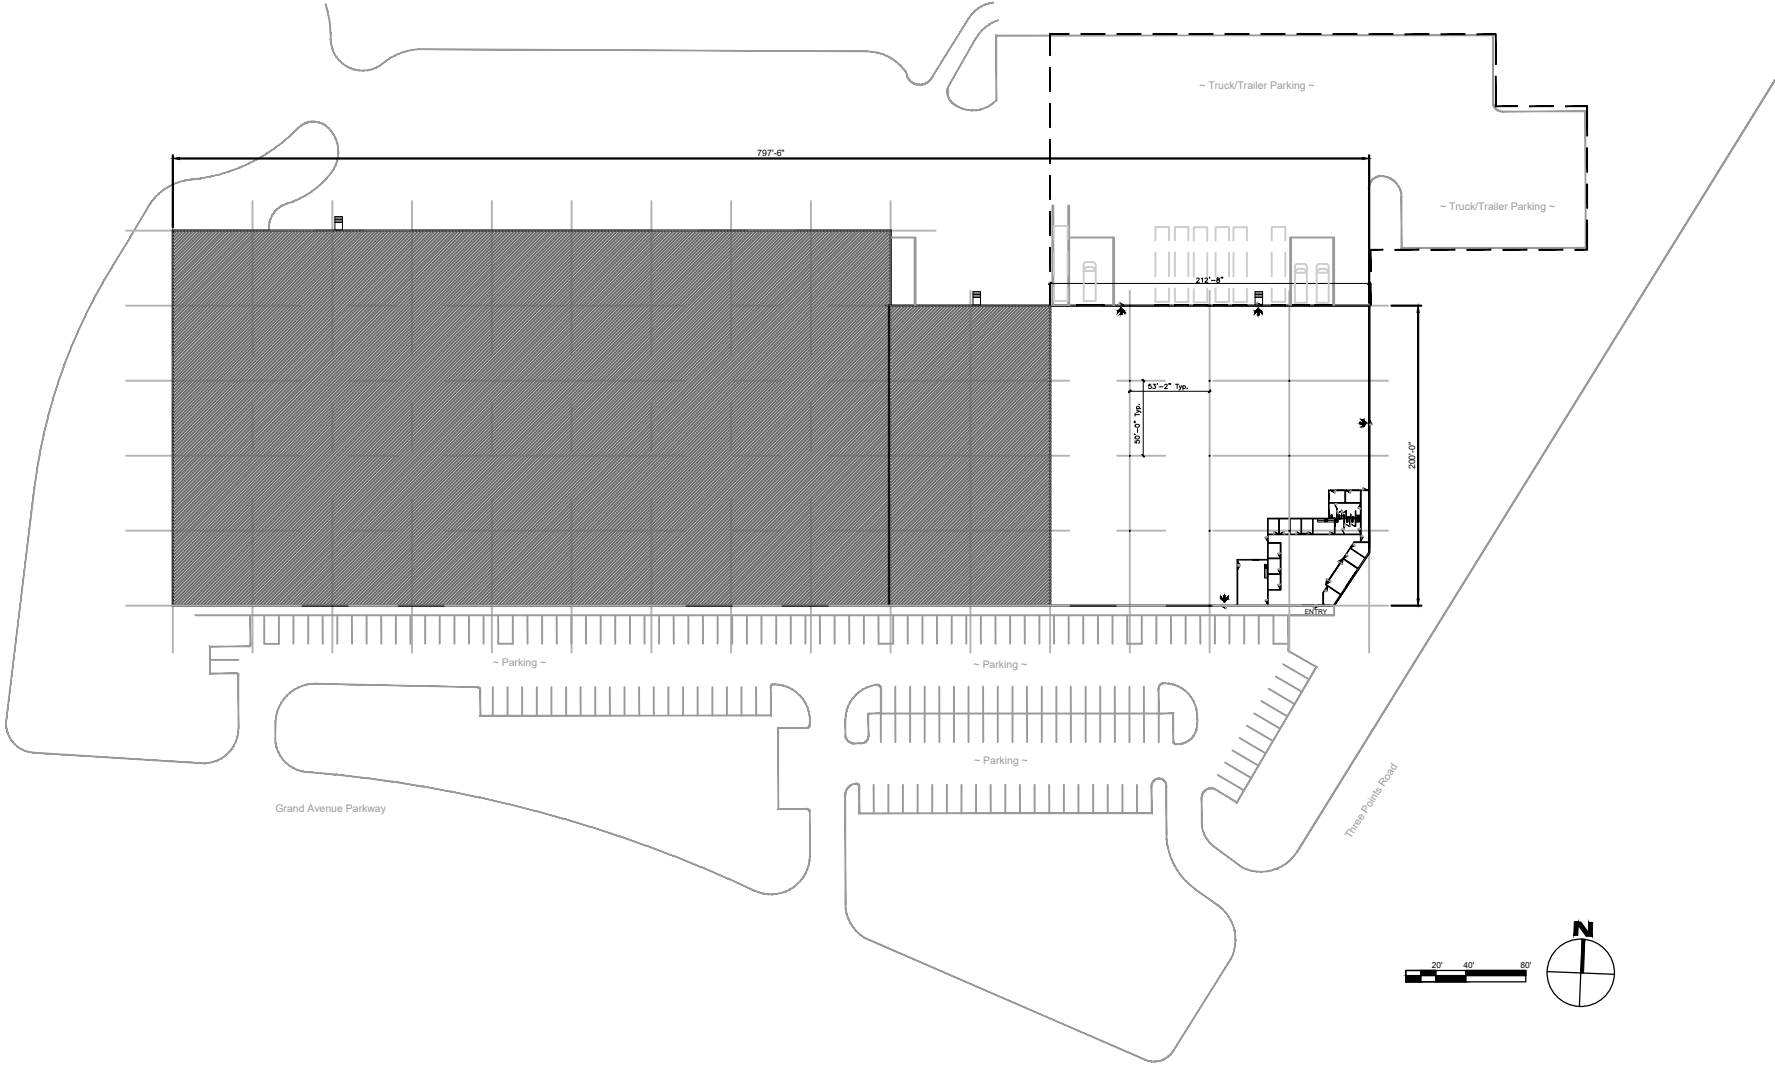 ~ Truck/Trailer Parking ~
797'-6"
~ Truck/Trailer Parking ~
212'-8"
53'-2" Typ.
50'-0" Typ.
200'-0"
ENTRY
~ Parking ~
~ Parking ~
~ Parking ~
Three Points Road
Grand Avenue Parkway
N
20'
40'
80'